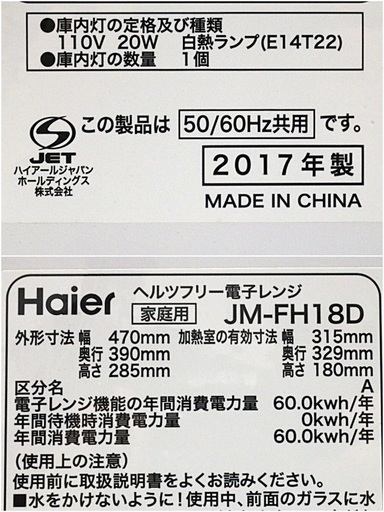 ●庫内灯の定格及び種類
110V 20W 白熱ランプ(E14T22)
●庫内灯の数量 1個
この製品は 50/60Hz共用 です。
JET
ハイアールジャパン
ホールディングス
株式会社
2017年製
MADE IN CHINA
Haier ヘルツフリー電子レンジ
家庭用 JM-FH18D
外形寸法 幅 470mm 加熱室の有効寸法 幅 315mm
奥行 390mm 奥行 329mm
高さ 285mm 高さ 180mm
区分名 A
電子レンジ機能の年間消費電力量 60.0kwh/年
年間待機時消費電力量 0kwh/年
年間消費電力量 60.0kwh/年
(使用上の注意)
使用前に取扱説明書をよくお読みください。
■水をかけないように!使用中、前面のガラスに水